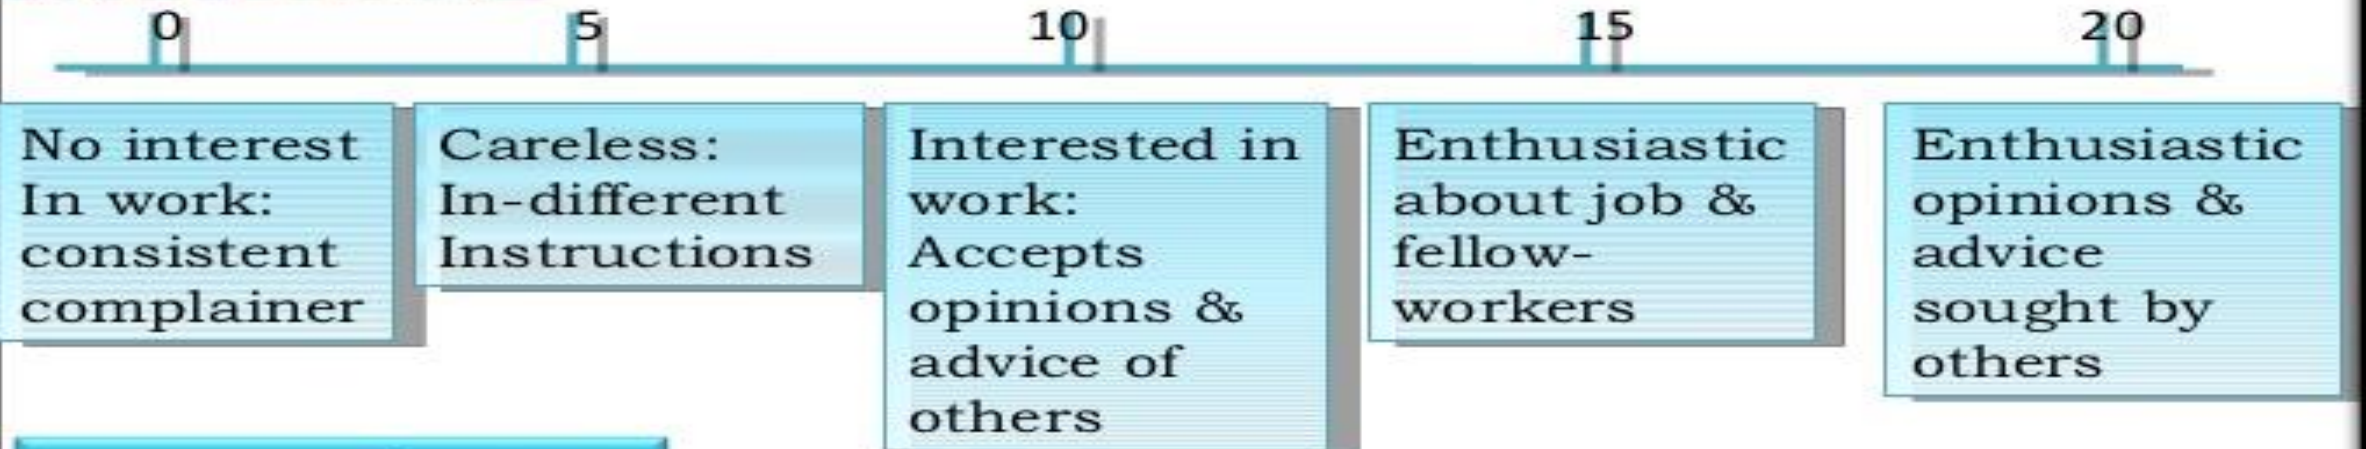 0 5 10 15 20
No interest
In work:
consistent
complainer
Careless:
In-different
Instructions
Interested in
work:
Accepts
opinions &
advice of
others
Enthusiastic
about job &
fellow-
workers
Enthusiastic
opinions &
advice
sought by
others